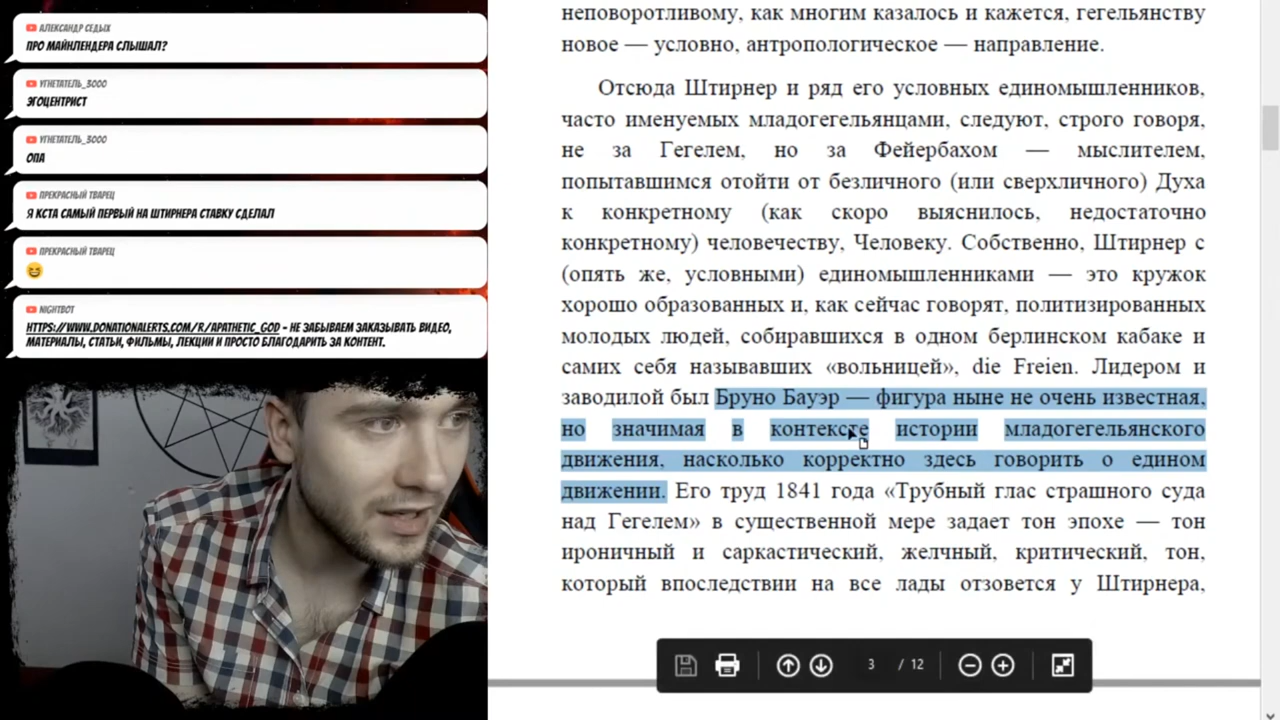 АЛЕКСАНДР СЕДЫХ
ПРО МАЙНЛЕНДЕРА СЛЫШАЛ?
УГНЕТАТЕЛЬ_3000
ЭГОЦЕНТРИСТ
УГНЕТАТЕЛЬ_3000
ОПА
ПРЕКРАСНЫЙ ТВАРЕЦ
Я КСТА САМЫЙ ПЕРВЫЙ НА ШТИРНЕРА СТАВКУ СДЕЛАЛ
ПРЕКРАСНЫЙ ТВАРЕЦ
😆
NIGHTBOT
HTTPS://WWW.DONATIONALERTS.COM/R/APATHETIC_GOD - НЕ ЗАБЫВАЕМ ЗАКАЗЫВАТЬ ВИДЕО,
МАТЕРИАЛЫ, СТАТЬИ, ФИЛЬМЫ, ЛЕКЦИИ И ПРОСТО БЛАГОДАРИТЬ ЗА КОНТЕНТ.
неповоротливому, как многим казалось и кажется, гегельянству
новое — условно, антропологическое — направление.
Отсюда Штирнер и ряд его условных единомышленников,
часто именуемых младогегельянцами, следуют, строго говоря,
не за Гегелем, но за Фейербахом — мыслителем,
попытавшимся отойти от безличного (или сверхличного) Духа
к конкретному (как скоро выяснилось, недостаточно
конкретному) человечеству, Человеку. Собственно, Штирнер с
(опять же, условными) единомышленниками — это кружок
хорошо образованных и, как сейчас говорят, политизированных
молодых людей, собиравшихся в одном берлинском кабаке и
самих себя называвших «вольницей», die Freien. Лидером и
заводилой был Бруно Бауэр — фигура ныне не очень известная,
но значимая в контексте истории младогегельянского
движения, насколько корректно здесь говорить о едином
движении. Его труд 1841 года «Трубный глас страшного суда
над Гегелем» в существенной мере задает тон эпохе — тон
ироничный и саркастический, желчный, критический, тон,
который впоследствии на все лады отзовется у Штирнера,
3 / 12